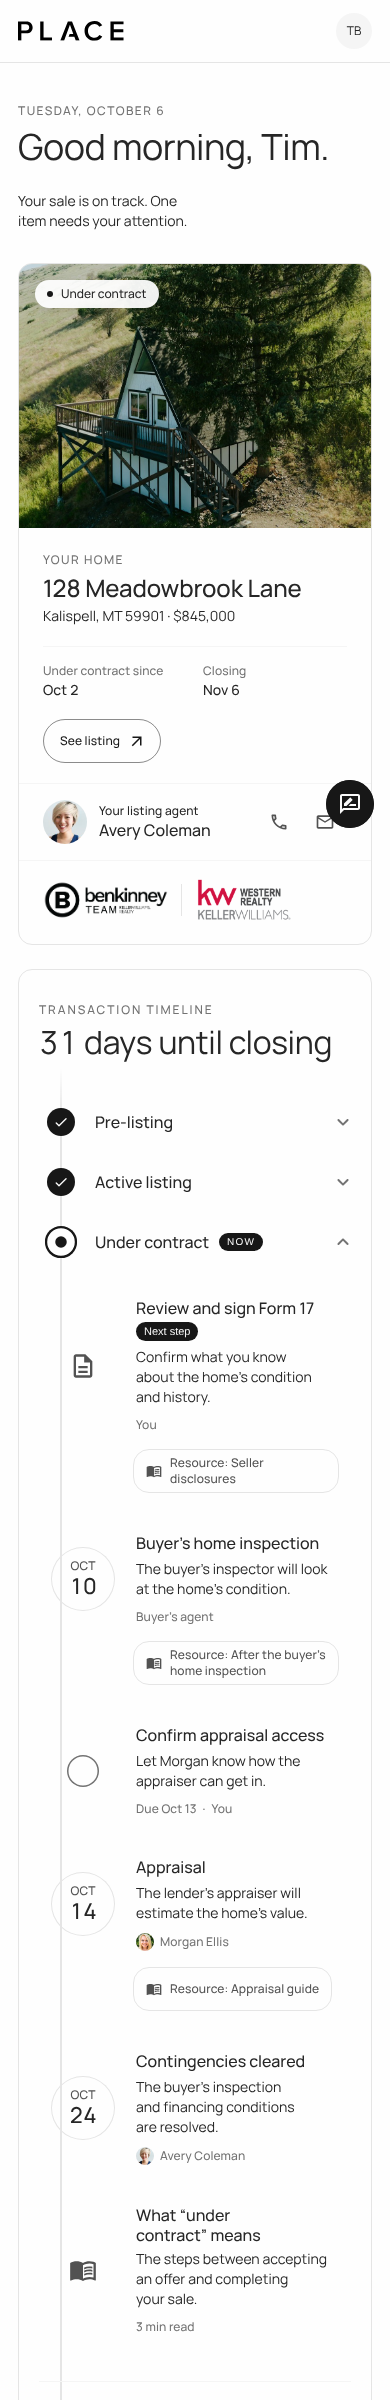 PLACE
TB
TUESDAY, OCTOBER 6
Good morning, Tim.
Your sale is on track. One
item needs your attention.
Under contract
YOUR HOME
128 Meadowbrook Lane
Kalispell, MT 59901 · $845,000
Under contract since
Closing
Oct 2
Nov 6
See listing
Your listing agent
Avery Coleman
B benkinney
TEAM KELLERWILLIAMS. REALTY
kw WESTERN
REALTY
KELLERWILLIAMS.
TRANSACTION TIMELINE
31 days until closing
Pre-listing
Active listing
Under contract NOW
Review and sign Form 17
Next step
Confirm what you know
about the home's condition
and history.
You
Resource: Seller
disclosures
OCT
10
Buyer's home inspection
The buyer's inspector will look
at the home's condition.
Buyer's agent
Resource: After the buyer's
home inspection
Confirm appraisal access
Let Morgan know how the
appraiser can get in.
Due Oct 13 · You
OCT
14
Appraisal
The lender's appraiser will
estimate the home's value.
Morgan Ellis
Resource: Appraisal guide
OCT
24
Contingencies cleared
The buyer's inspection
and financing conditions
are resolved.
Avery Coleman
What “under
contract” means
The steps between accepting
an offer and completing
your sale.
3 min read